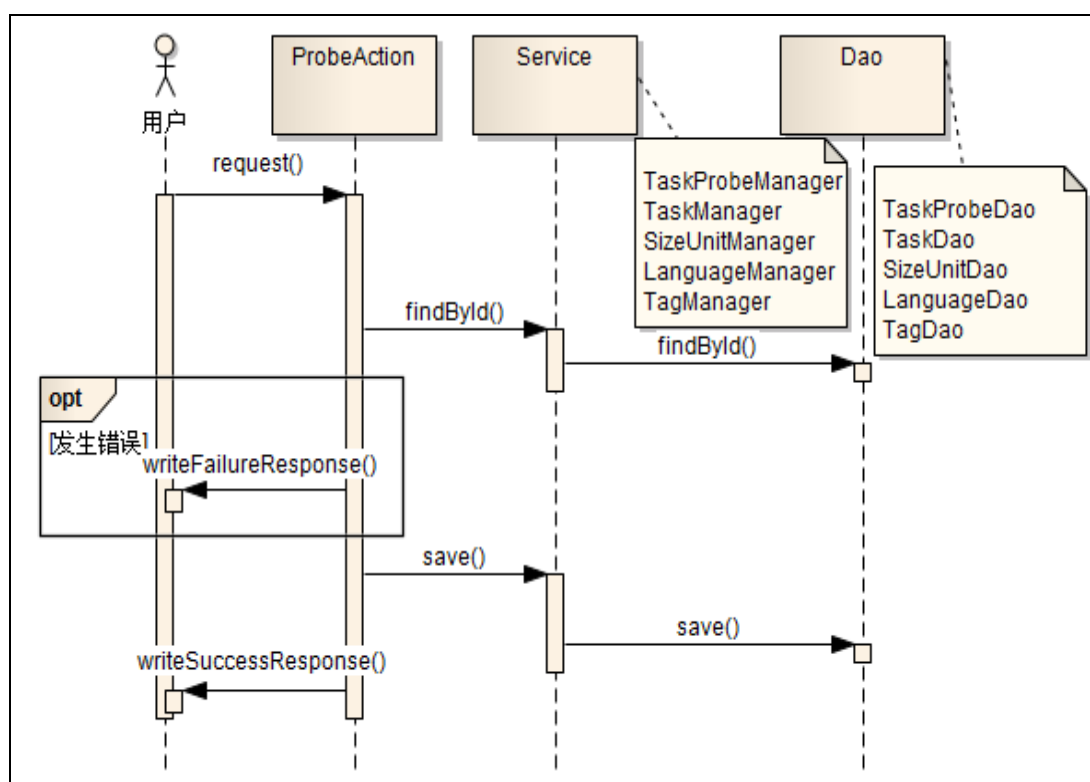 ProbeAction
Service
Dao
用户
request()
TaskProbeManager
TaskManager
SizeUnitManager
LanguageManager
TagManager
TaskProbeDao
TaskDao
SizeUnitDao
LanguageDao
TagDao
findById()
findById()
opt
[发生错误]
writeFailureResponse()
save()
save()
writeSuccessResponse()